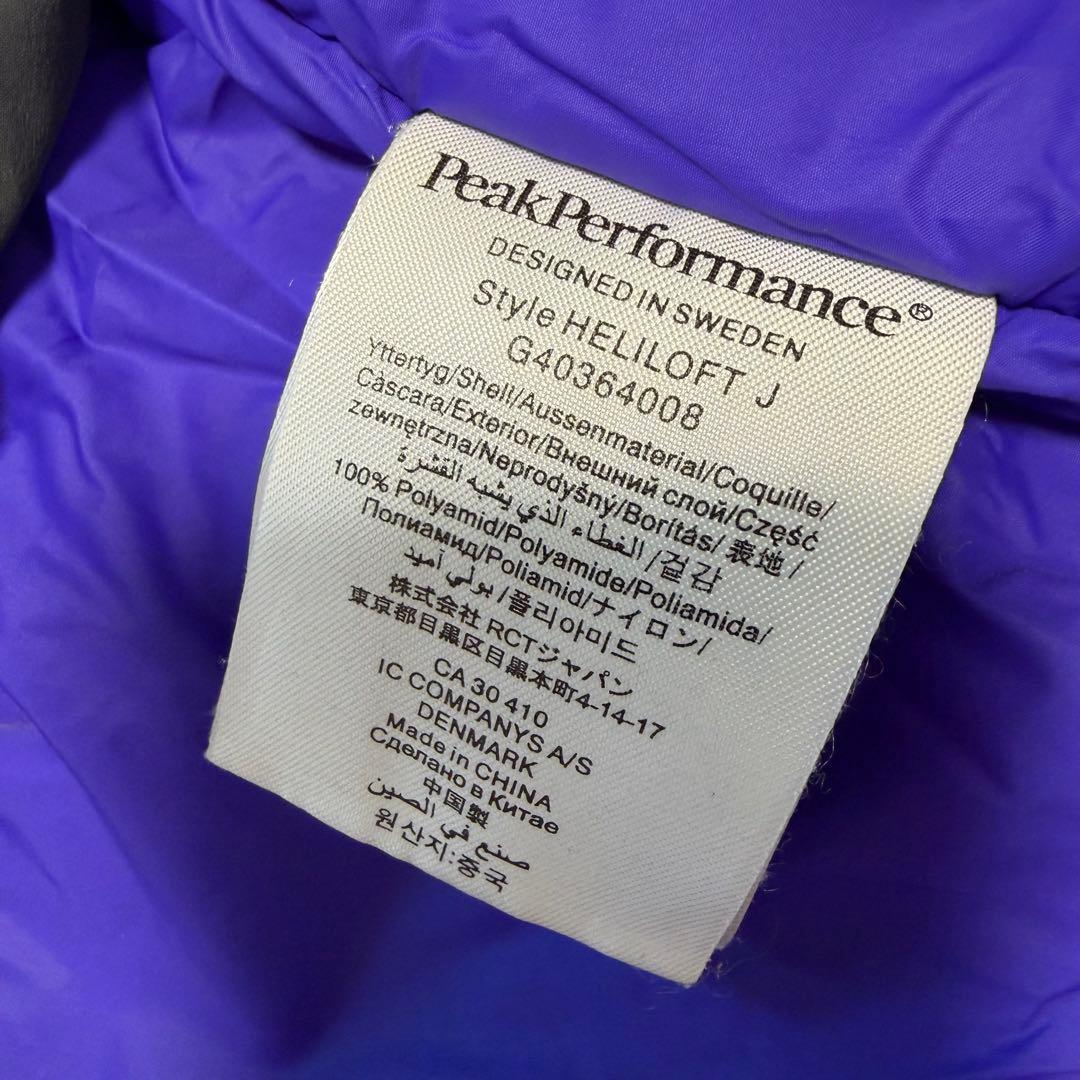 PeakPerformance®
DESIGNED IN SWEDEN
Style HELILOFT J
G40364008
Yttertyg/Shell/Aussenmaterial/Coquille/
Càscara/Exterior/Внешний слой/Część
zewnętrzna/Neprodyšný/Borítás/表地/
الغطاء الذي يشبه القشرة/겉감
100% Polyamid/Polyamide/Poliamida/
Полиамид/Poliamid/ナイロン/
بولي أميد/폴리아미드
株式会社 RCTジャパン
東京都目黒区目黒本町4-14-17
CA 30 410
IC COMPANYS A/S
DENMARK
Made in CHINA
Сделано в Китае
中国製
صنع في الصين
원산지:중국